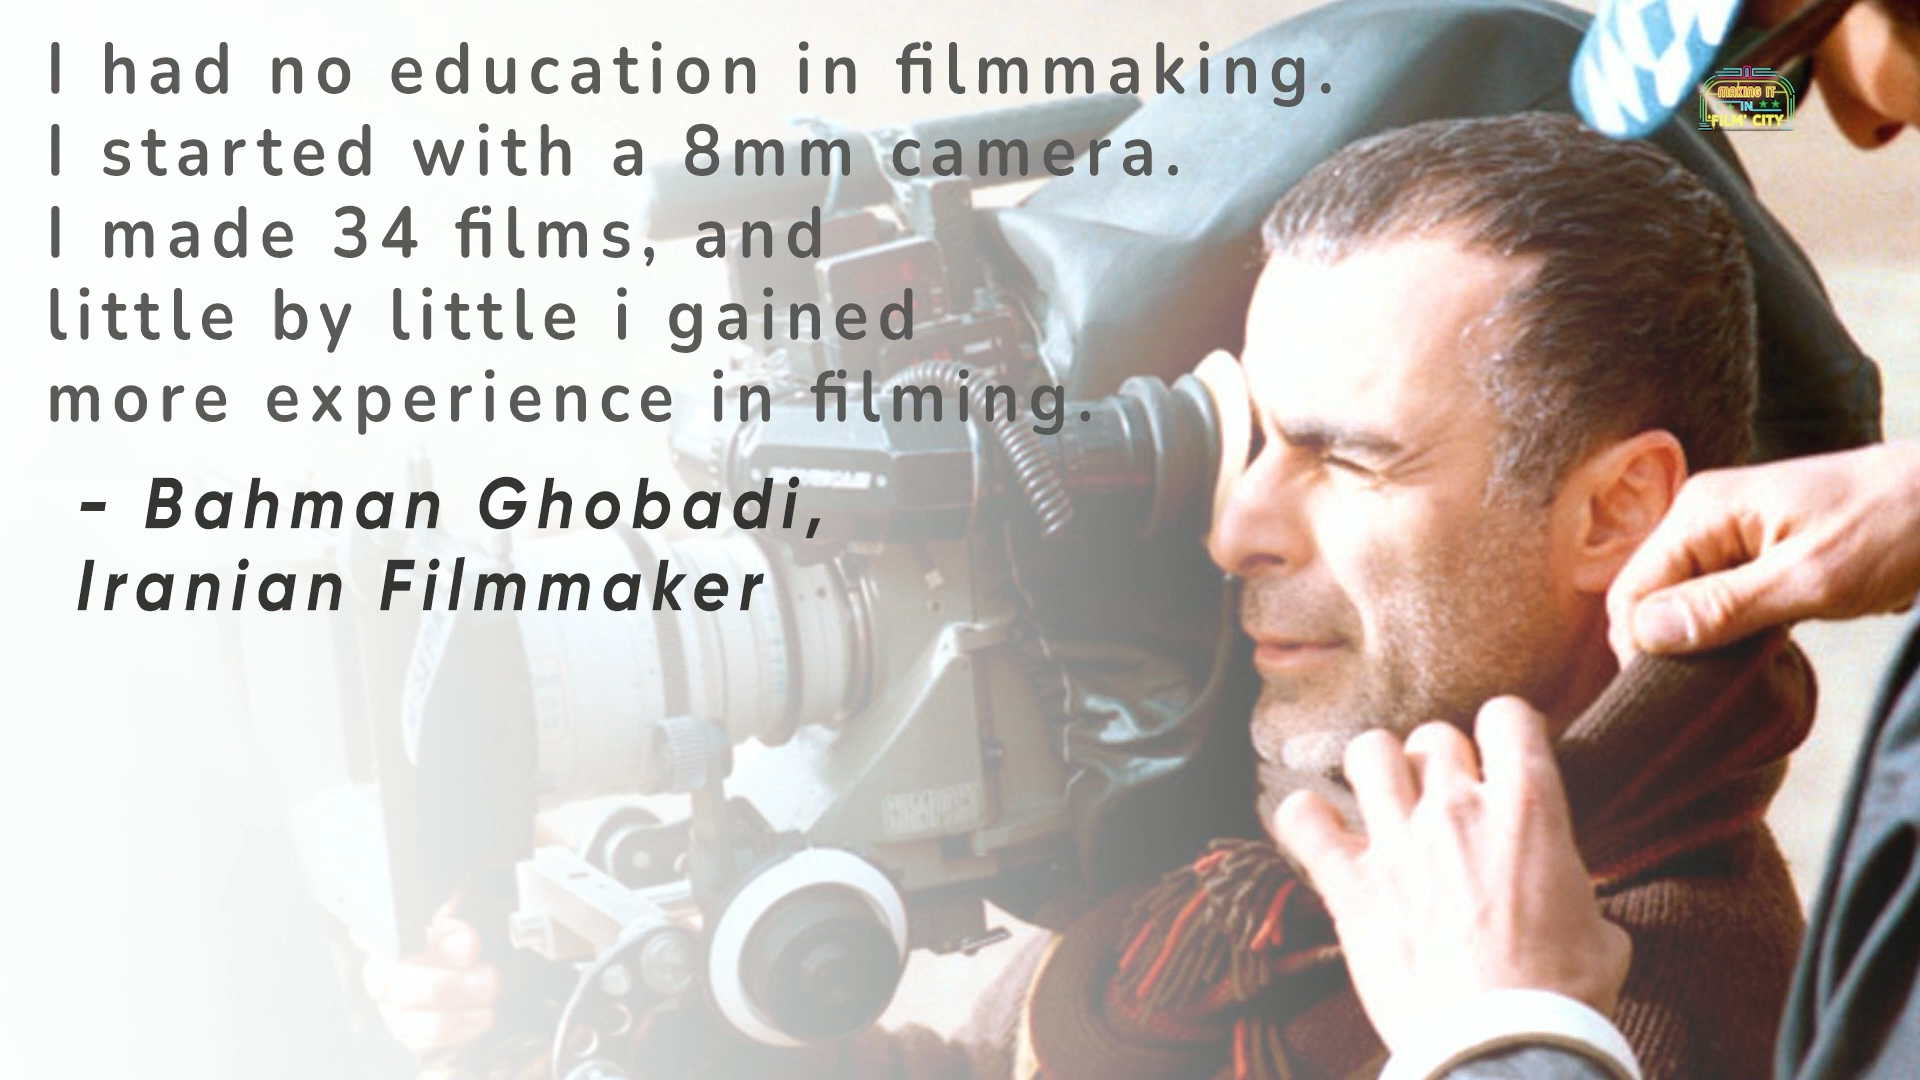 I had no education in filmmaking.
I started with a 8mm camera.
I made 34 films, and
little by little i gained
more experience in filming.
- Bahman Ghobadi,
Iranian Filmmaker
MAKING IT
IN
'FILM' CITY